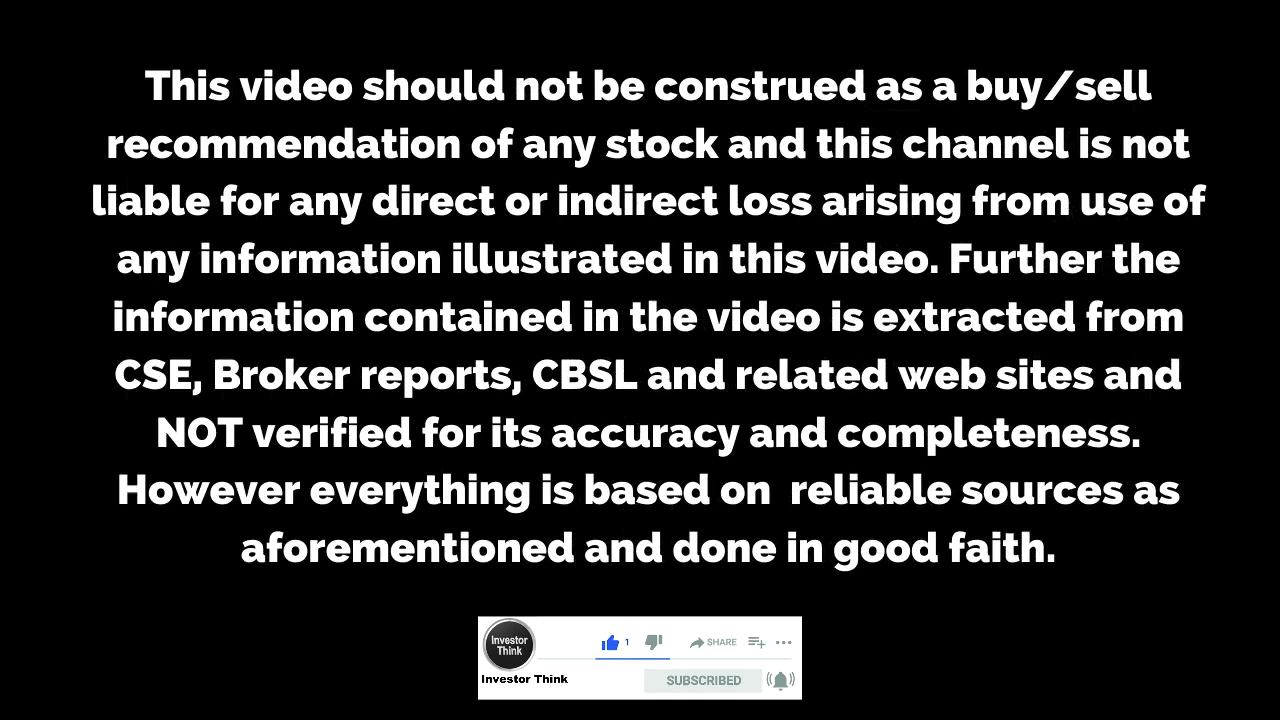 This video should not be construed as a buy/sell
recommendation of any stock and this channel is not
liable for any direct or indirect loss arising from use of
any information illustrated in this video. Further the
information contained in the video is extracted from
CSE, Broker reports, CBSL and related web sites and
NOT verified for its accuracy and completeness.
However everything is based on  reliable sources as
aforementioned and done in good faith.
Investor
Think
1
SHARE
Investor Think
SUBSCRIBED